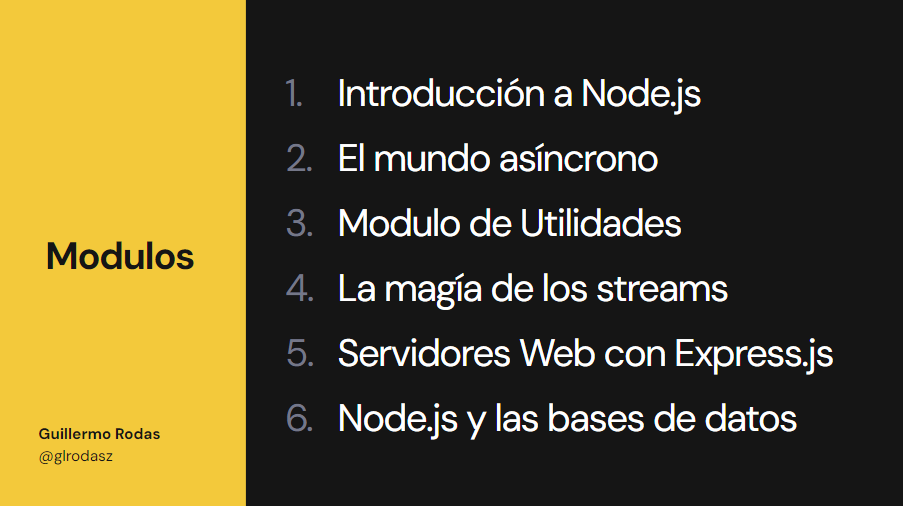 Modulos
Guillermo Rodas
@glrodasz
1. Introducción a Node.js
2. El mundo asíncrono
3. Modulo de Utilidades
4. La magía de los streams
5. Servidores Web con Express.js
6. Node.js y las bases de datos